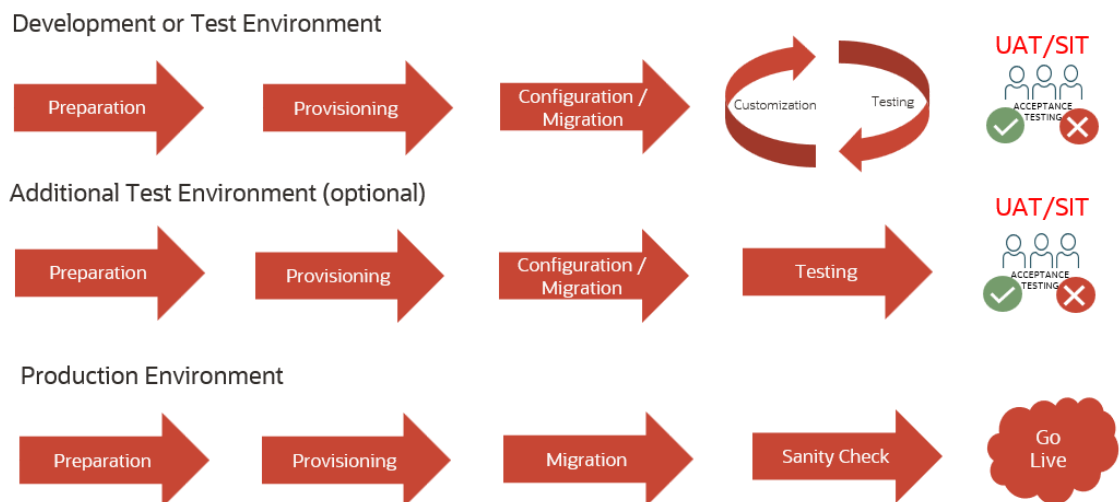 Development or Test Environment
Preparation
Provisioning
Configuration /
Migration
Customization
Testing
UAT/SIT
ACCEPTANCE
TESTING
Additional Test Environment (optional)
Preparation
Provisioning
Configuration /
Migration
Testing
UAT/SIT
ACCEPTANCE
TESTING
Production Environment
Preparation
Provisioning
Migration
Sanity Check
Go
Live